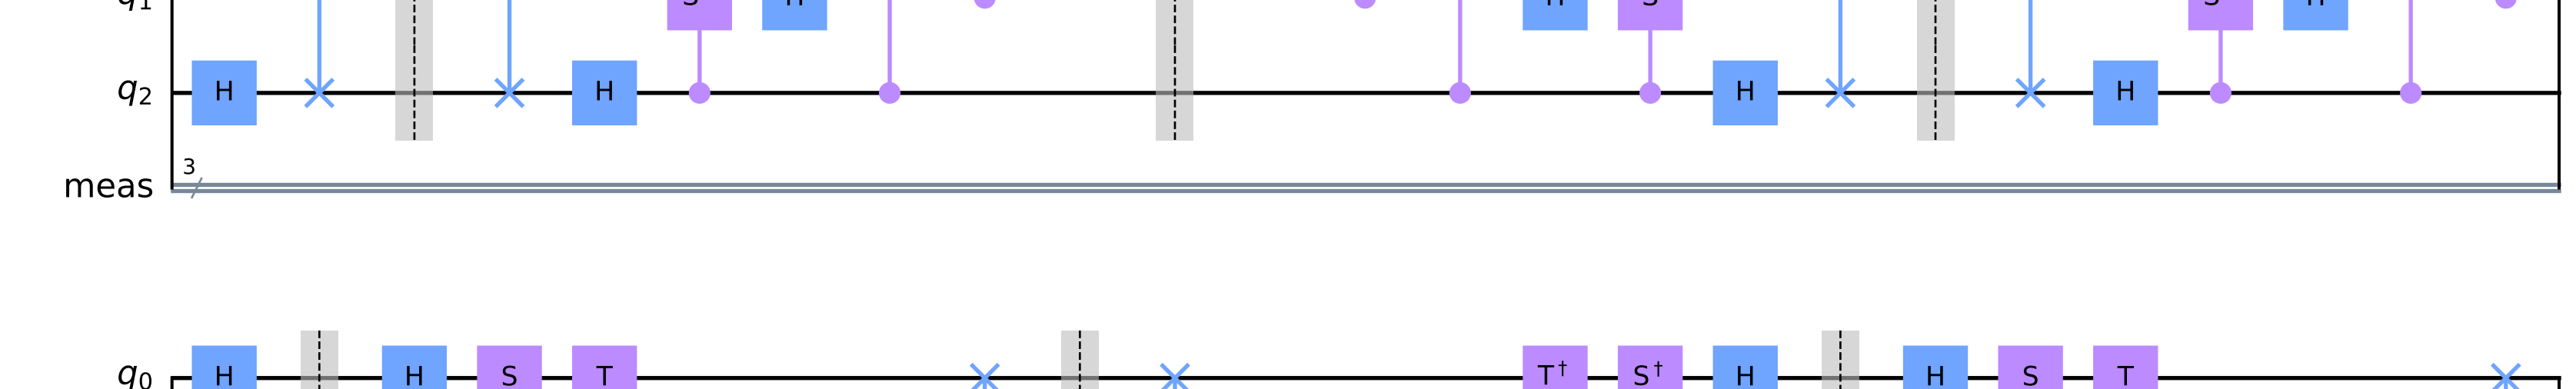 q1 S H H S S H
q2 H H H H
3
meas
q0 H H S T T† S† H H S T